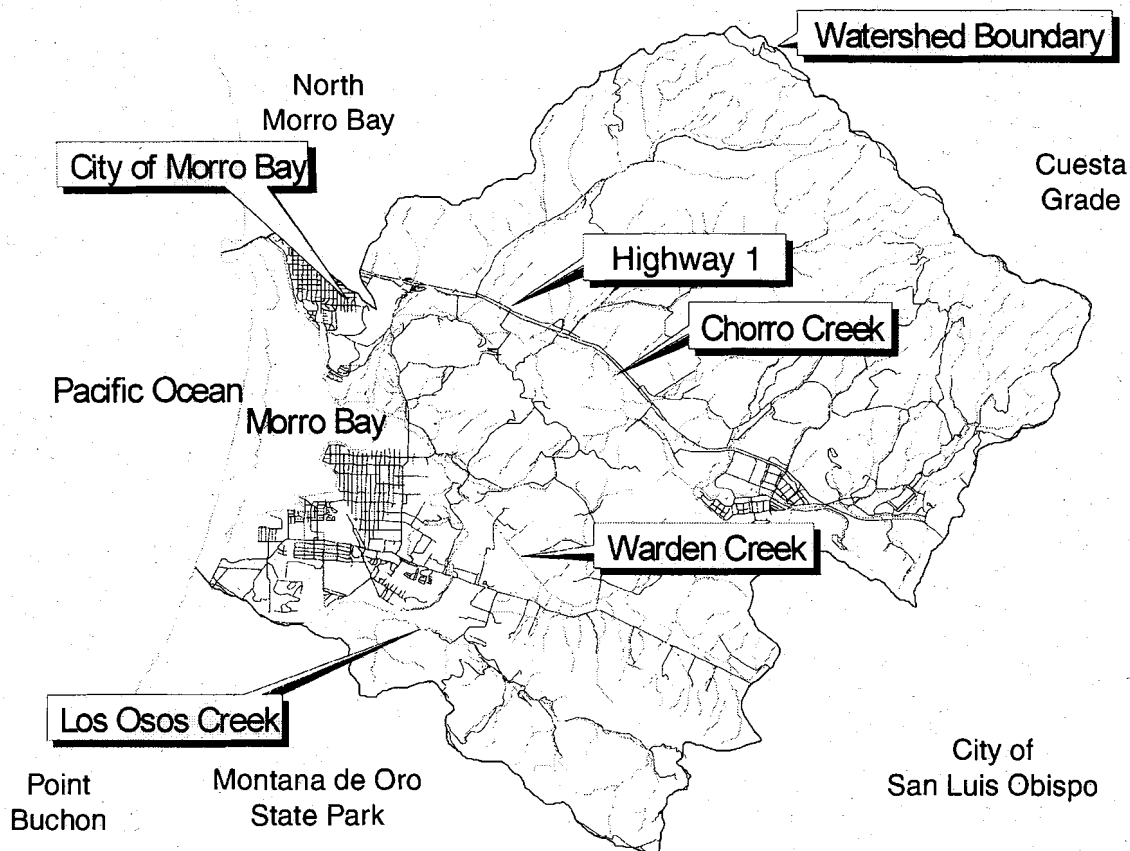 Watershed Boundary
North
Morro Bay
City of Morro Bay
Cuesta
Grade
Highway 1
Chorro Creek
Pacific Ocean
Morro Bay
Warden Creek
Los Osos Creek
City of
San Luis Obispo
Point
Buchon
Montana de Oro
State Park